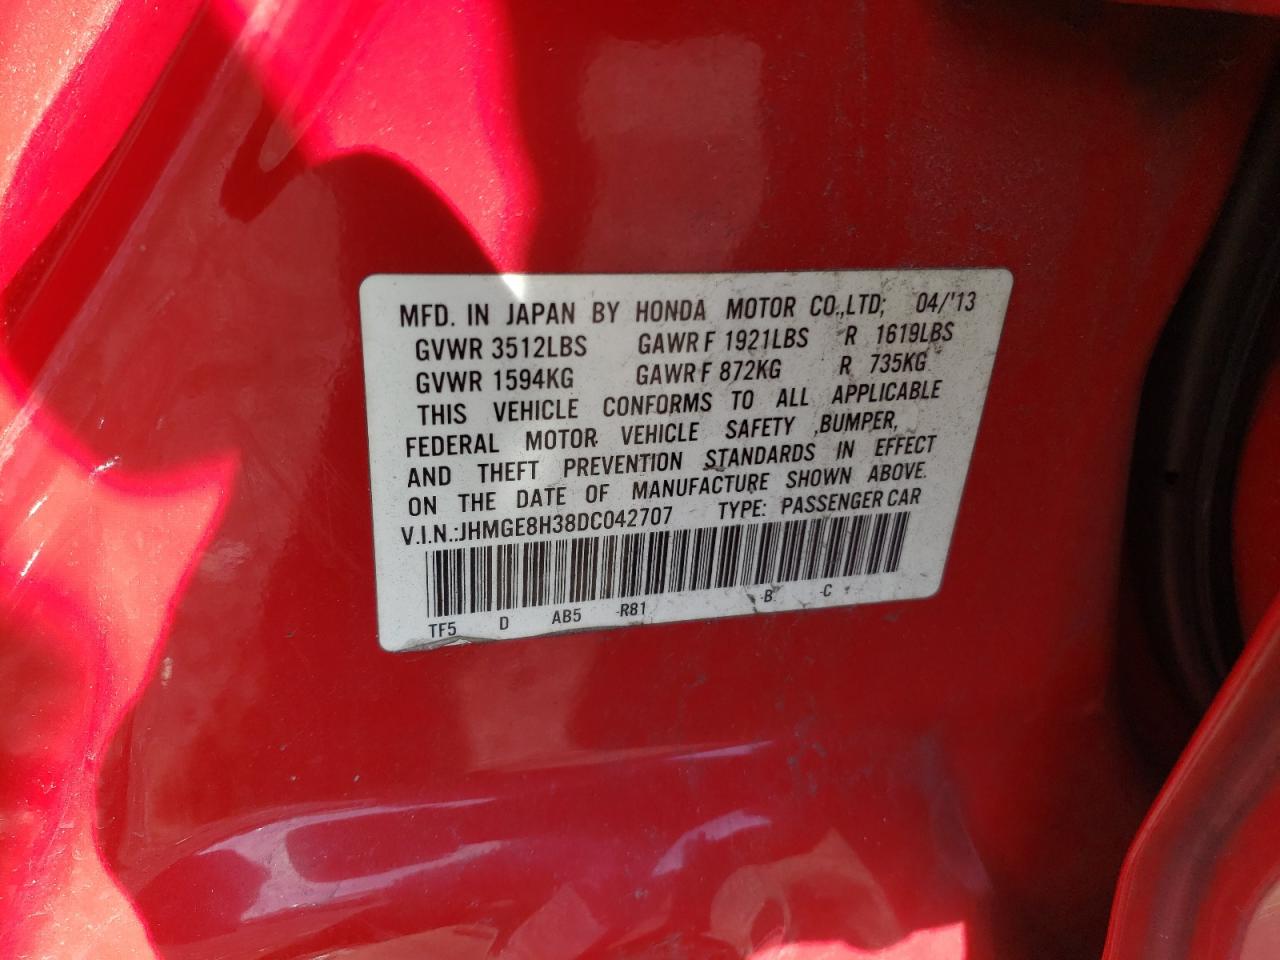 MFD. IN JAPAN BY HONDA MOTOR CO.,LTD; 04/'13
GVWR 3512LBS GAWR F 1921LBS R 1619LBS
GVWR 1594KG GAWR F 872KG R 735KG
THIS VEHICLE CONFORMS TO ALL APPLICABLE
FEDERAL MOTOR VEHICLE SAFETY ,BUMPER,
AND THEFT PREVENTION STANDARDS IN EFFECT
ON THE DATE OF MANUFACTURE SHOWN ABOVE.
V.I.N.:JHMGE8H38DC042707 TYPE: PASSENGER CAR
TF5 D AB5 -R81 -B -C